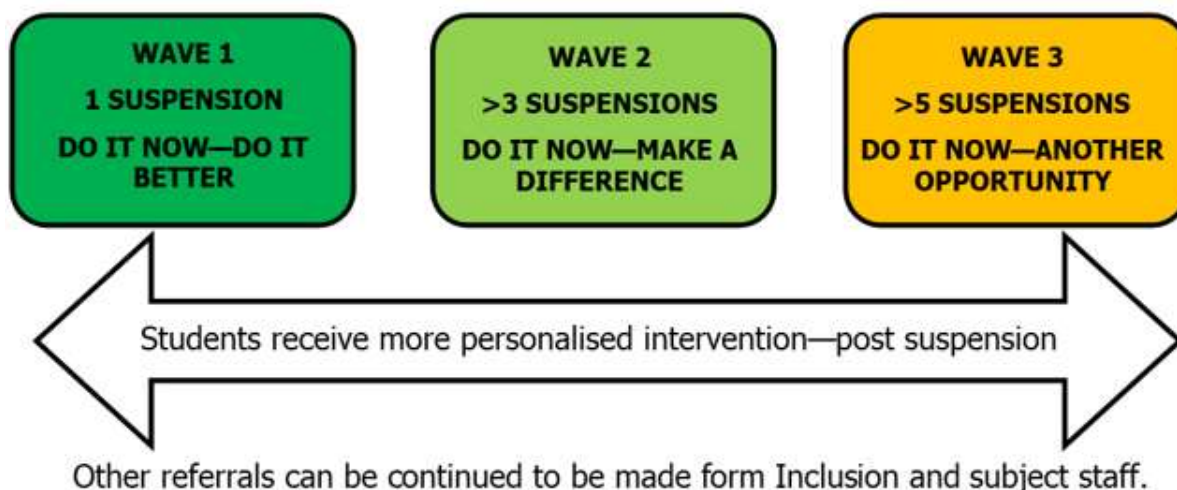 WAVE 1
1 SUSPENSION
DO IT NOW—DO IT
BETTER
WAVE 2
>3 SUSPENSIONS
DO IT NOW—MAKE A
DIFFERENCE
WAVE 3
>5 SUSPENSIONS
DO IT NOW—ANOTHER
OPPORTUNITY
Students receive more personalised intervention—post suspension
Other referrals can be continued to be made form Inclusion and subject staff.